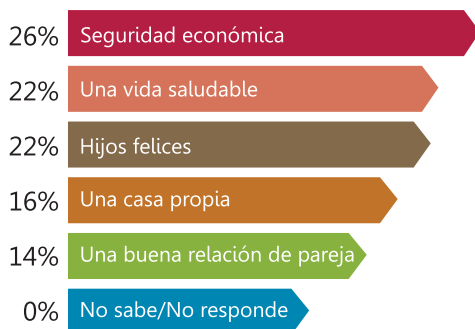 26% Seguridad económica
22% Una vida saludable
22% Hijos felices
16% Una casa propia
14% Una buena relación de pareja
0% No sabe/No responde